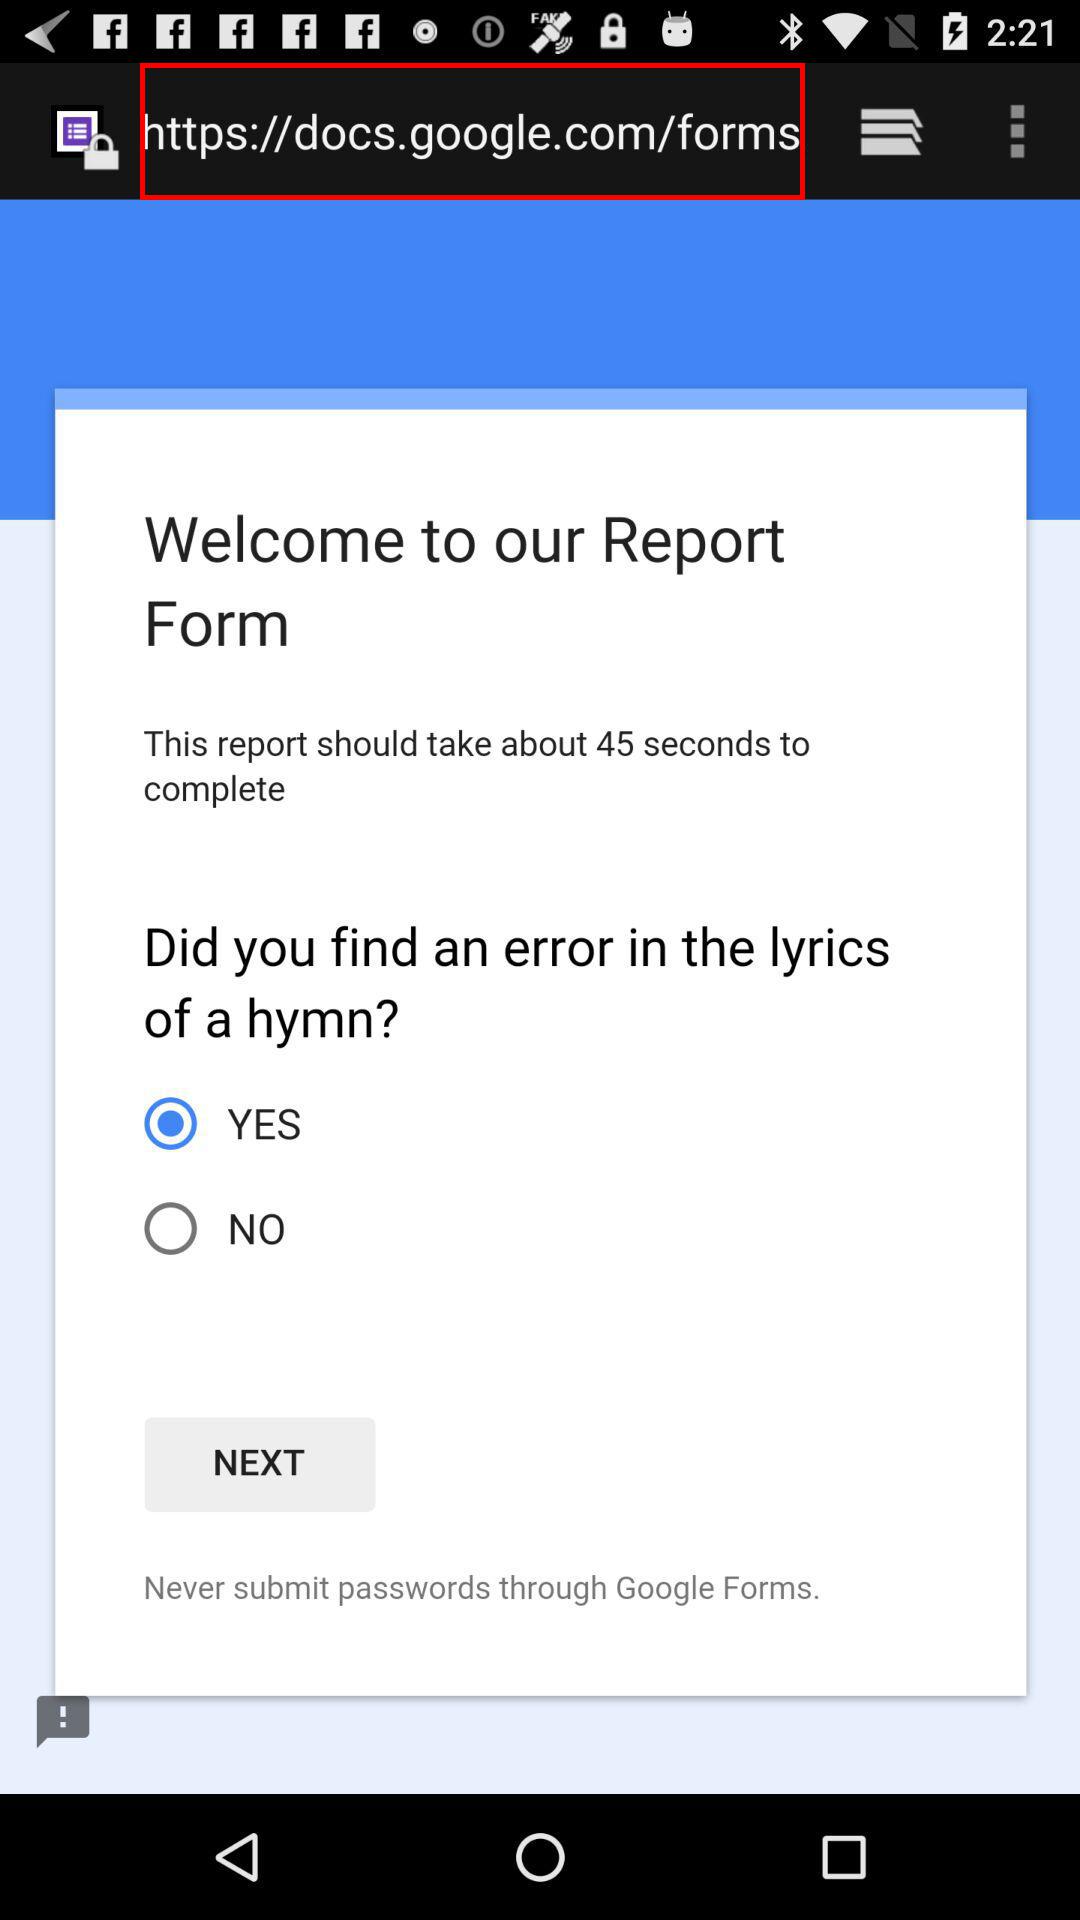 FAKE
2:21
https://docs.google.com/forms
Welcome to our Report
Form
This report should take about 45 seconds to
complete
Did you find an error in the lyrics
of a hymn?
YES
NO
NEXT
Never submit passwords through Google Forms.